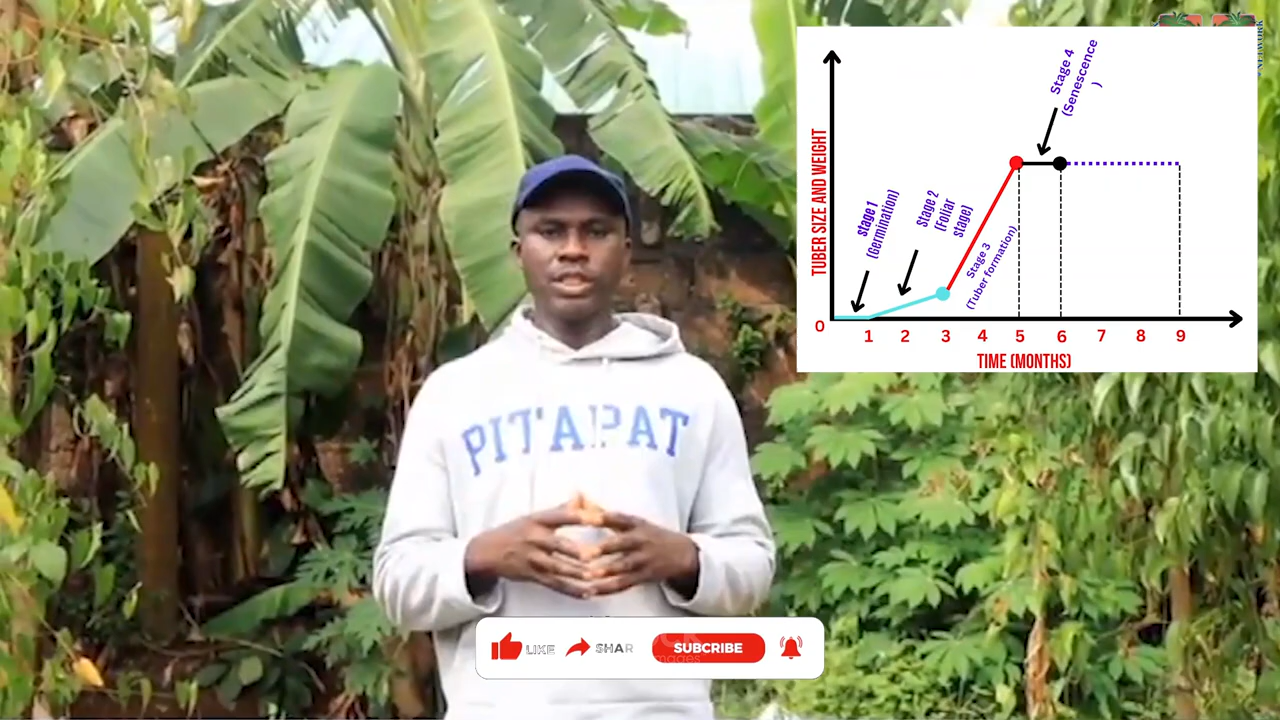 NETWORK
Stage 4
(Senescence
)
TUBER SIZE AND WEIGHT
stage 1
(Germination)
Stage 2
(Foliar
stage)
Stage 3
(Tuber formation)
0
1 2 3 4 5 6 7 8 9
TIME (MONTHS)
PITAPAT
LIKE SHAR SUBSCRIBE